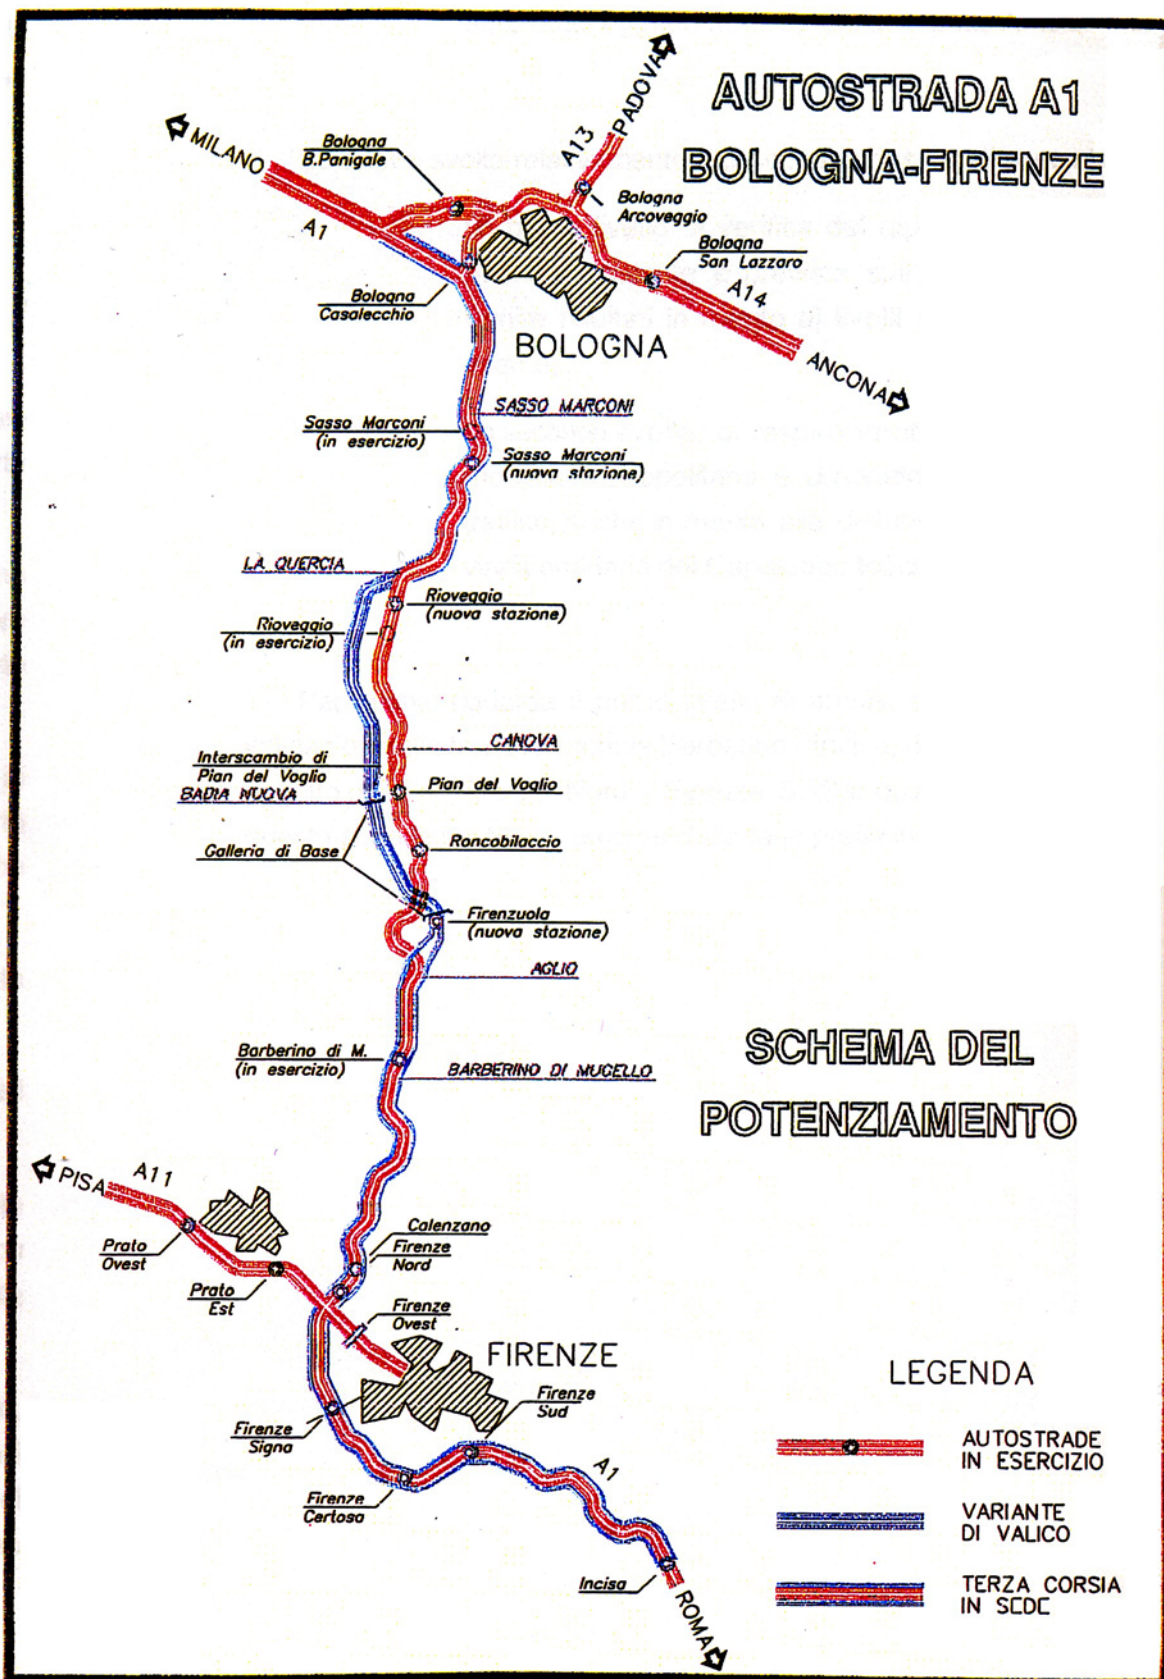 AUTOSTRADA A1
BOLOGNA-FIRENZE
PADOVA
A13
MILANO
A1
Bologna
B.Panigale
Bologna
Arcoveggio
Bologna
San Lazzaro
A14
ANCONA
Bologna
Casalecchio
BOLOGNA
SASSO MARCONI
Sasso Marconi
(in esercizio)
Sasso Marconi
(nuova stazione)
LA QUERCIA
Rioveggio
(nuova stazione)
Rioveggio
(in esercizio)
CANOVA
Interscambio di
Pian del Voglio
BADIA NUOVA
Pian del Voglio
Galleria di Base
Roncobilaccio
Firenzuola
(nuova stazione)
AGLIO
Barberino di M.
(in esercizio)
BARBERINO DI MUGELLO
SCHEMA DEL
POTENZIAMENTO
PISA
A11
Prato
Ovest
Prato
Est
Calenzano
Firenze
Nord
Firenze
Ovest
FIRENZE
Firenze
Signa
Firenze
Sud
Firenze
Certosa
A1
Incisa
ROMA
LEGENDA
AUTOSTRADE
IN ESERCIZIO
VARIANTE
DI VALICO
TERZA CORSIA
IN SEDE